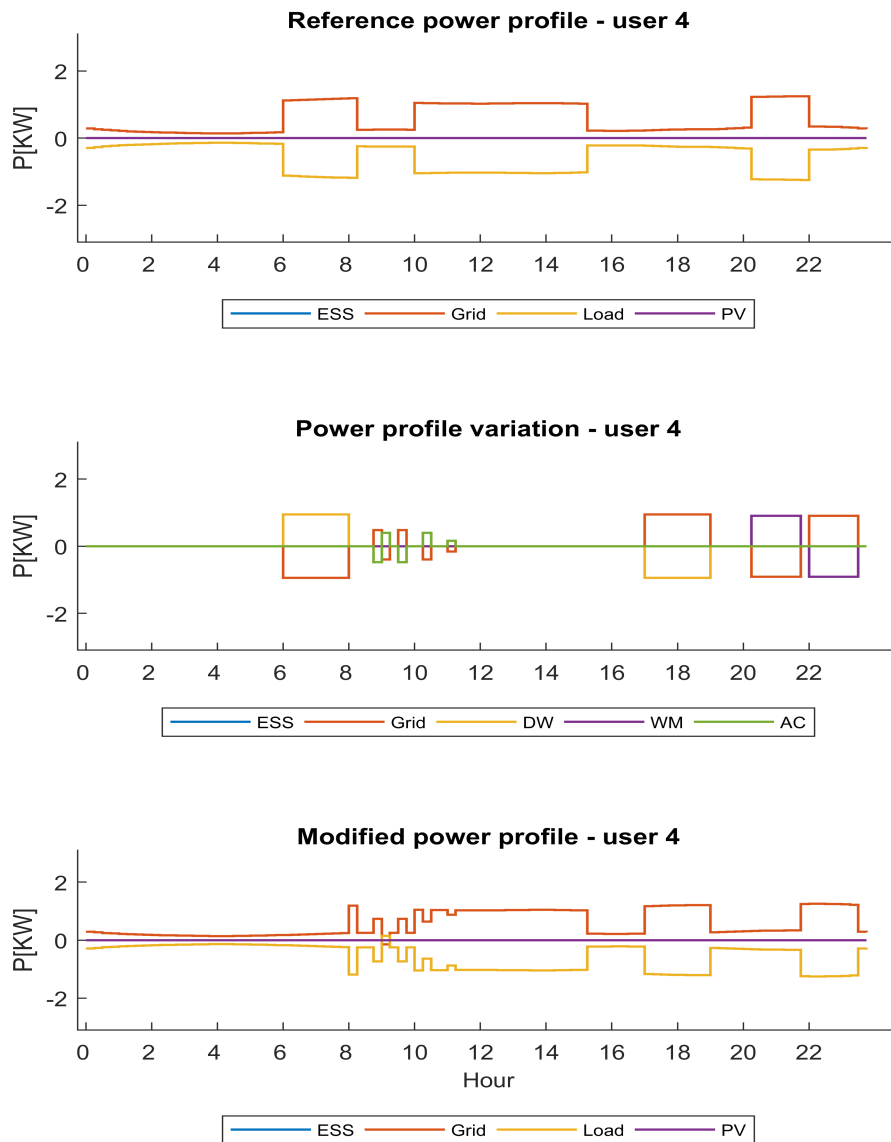 Reference power profile - user 4
P[KW]
2
0
-2
0 2 4 6 8 10 12 14 16 18 20 22
ESS Grid Load PV
Power profile variation - user 4
P[KW]
2
0
-2
0 2 4 6 8 10 12 14 16 18 20 22
ESS Grid DW WM AC
Modified power profile - user 4
P[KW]
2
0
-2
0 2 4 6 8 10 12 14 16 18 20 22
Hour
ESS Grid Load PV